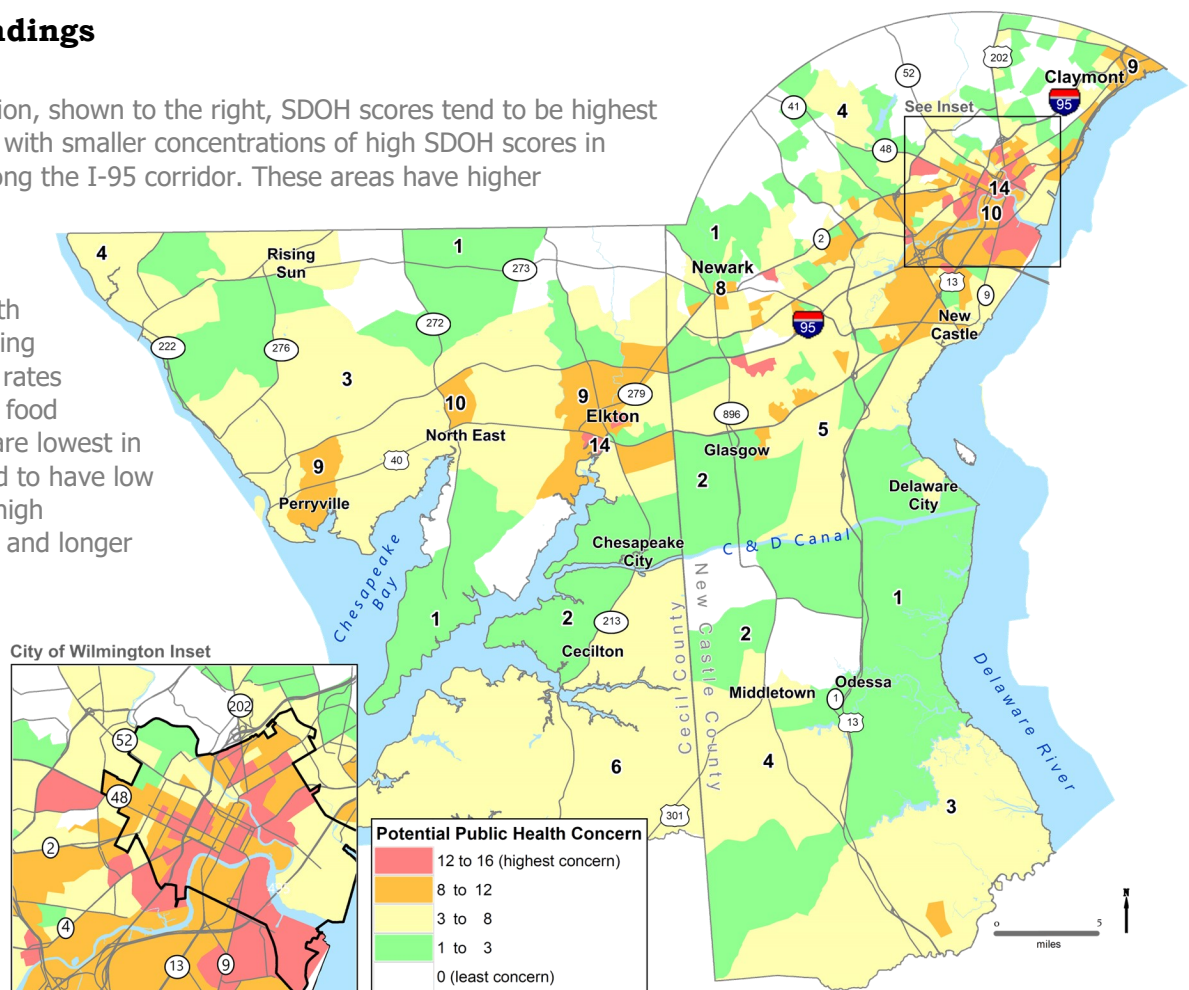 ndings
ion, shown to the right, SDOH scores tend to be highest
with smaller concentrations of high SDOH scores in
ong the I-95 corridor. These areas have higher
th
ing
rates
food
are lowest in
d to have low
high
and longer
202
52
Claymont
9
95
41
4
See Inset
48
14
10
1
2
Newark
8
13
9
New
Castle
95
4
Rising
Sun
1
273
272
222
276
3
10
9
279
Elkton
North East
14
896
5
Glasgow
9
40
2
Perryville
Delaware
City
Chesapeake
City
C & D Canal
Chesapeake
Bay
1
2
213
Cecilton
2
1
Cecil County
New Castle County
Middletown
Odessa
1
13
Delaware River
6
4
3
301
City of Wilmington Inset
202
52
48
2
4
13
9
Potential Public Health Concern
12 to 16 (highest concern)
8 to 12
3 to 8
1 to 3
0 (least concern)
N
0 5
miles